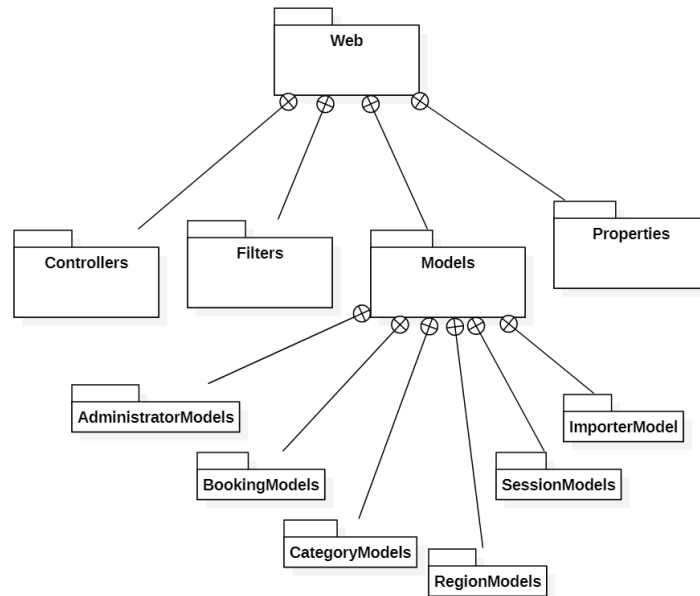 Web
Controllers
Filters
Models
Properties
AdministratorModels
BookingModels
CategoryModels
RegionModels
SessionModels
ImporterModel